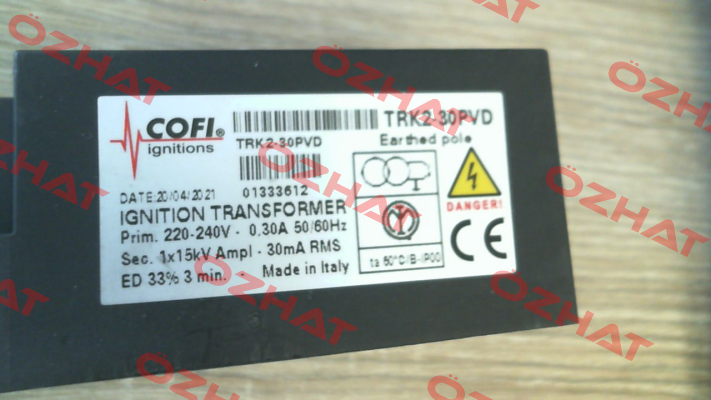 COFI®
ignitions
TRK2-30PVD
TRK2-30PVD
Earthed pole
DATE:20/04/2021
01333612
IGNITION TRANSFORMER
Prim. 220-240V - 0,30A 50/60Hz
Sec. 1x15kV Ampl - 30mA RMS
ED 33% 3 min.
Made in Italy
ta 60°C/B-IP00
DANGER!
CE
ÖZHAT
ÖZHAT
ÖZHAT
ÖZHAT
ÖZHAT
ÖZHAT
ÖZHAT
ÖZHAT
ÖZHAT